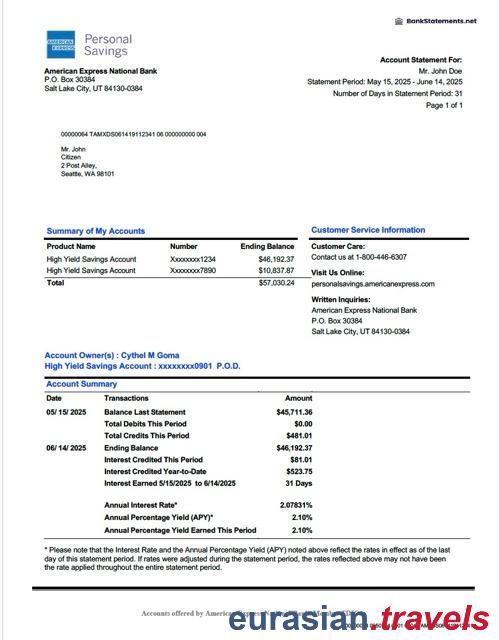 BankStatements.net
AMERICAN EXPRESS
Personal
Savings
American Express National Bank
P.O. Box 30384
Salt Lake City, UT 84130-0384
Account Statement For:
Mr. John Doe
Statement Period: May 15, 2025 - June 14, 2025
Number of Days in Statement Period: 31
Page 1 of 1
00000064 TAMXDS061419112341 06 000000000 004
Mr. John
Citizen
2 Post Alley,
Seattle, WA 98101
Summary of My Accounts
Product Name Number Ending Balance
High Yield Savings Account Xxxxxxxx1234 $46,192.37
High Yield Savings Account Xxxxxxxx7890 $10,837.87
Total $57,030.24
Customer Service Information
Customer Care:
Contact us at 1-800-446-6307
Visit Us Online:
personalsavings.americanexpress.com
Written Inquiries:
American Express National Bank
P.O. Box 30384
Salt Lake City, UT 84130-0384
Account Owner(s) : Cythel M Goma
High Yield Savings Account : xxxxxxxx0901 P.O.D.
Account Summary
Date Transactions Amount
05/ 15/ 2025 Balance Last Statement $45,711.36
Total Debits This Period $0.00
Total Credits This Period $481.01
06/ 14/ 2025 Ending Balance $46,192.37
Interest Credited This Period $81.01
Interest Credited Year-to-Date $523.75
Interest Earned 5/15/2025 to 6/14/2025 31 Days
Annual Interest Rate* 2.07831%
Annual Percentage Yield (APY)* 2.10%
Annual Percentage Yield Earned This Period 2.10%
* Please note that the Interest Rate and the Annual Percentage Yield (APY) noted above reflect the rates in effect as of the last
day of this statement period. If rates were adjusted during the statement period, the rates reflected above may not have been
the rate applied throughout the entire statement period.
Accounts offered by American Express
eurasian.travels